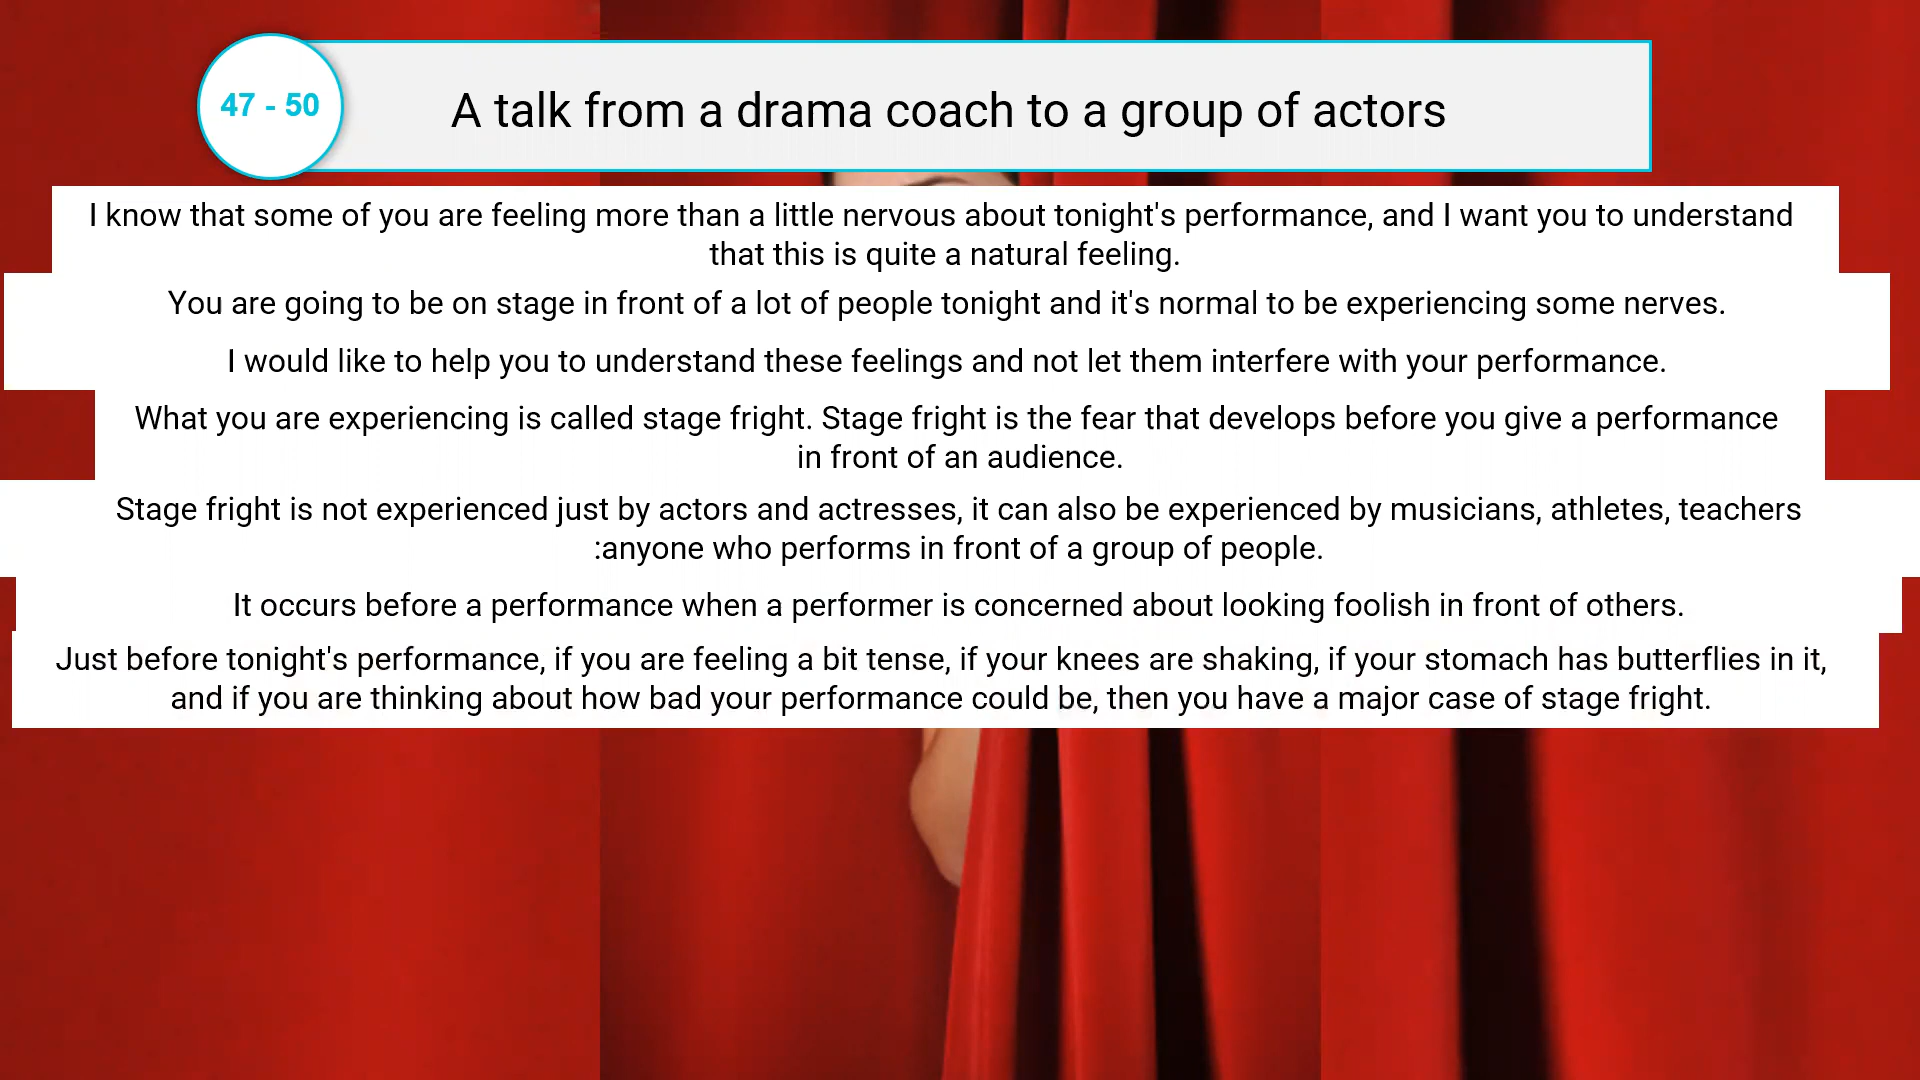 47 - 50
A talk from a drama coach to a group of actors
I know that some of you are feeling more than a little nervous about tonight's performance, and I want you to understand
that this is quite a natural feeling.
You are going to be on stage in front of a lot of people tonight and it's normal to be experiencing some nerves.
I would like to help you to understand these feelings and not let them interfere with your performance.
What you are experiencing is called stage fright. Stage fright is the fear that develops before you give a performance
in front of an audience.
Stage fright is not experienced just by actors and actresses, it can also be experienced by musicians, athletes, teachers
:anyone who performs in front of a group of people.
It occurs before a performance when a performer is concerned about looking foolish in front of others.
Just before tonight's performance, if you are feeling a bit tense, if your knees are shaking, if your stomach has butterflies in it,
and if you are thinking about how bad your performance could be, then you have a major case of stage fright.